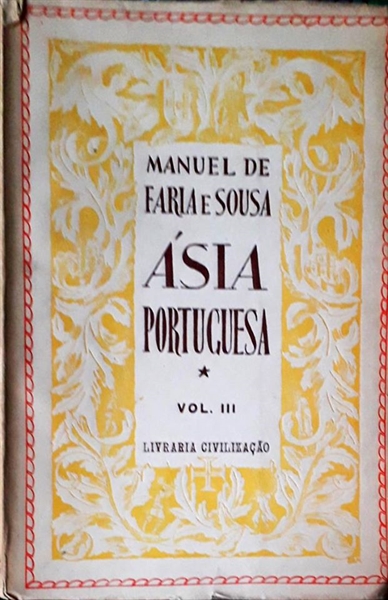 MANUEL DE
FARIA E SOUSA
ÁSIA
PORTUGUESA
VOL. III
LIVRARIA CIVILIZAÇÃO